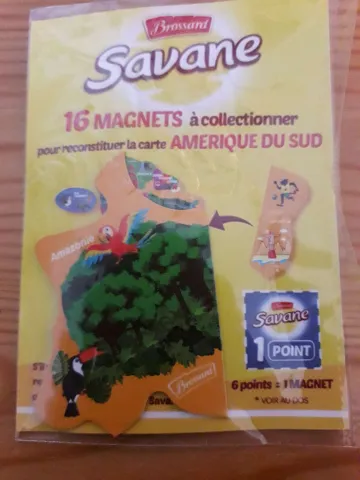 Brossard
Savane
16 MAGNETS à collectionner
pour reconstituer la carte AMERIQUE DU SUD
Amazonie
Brossard
Savane
1 POINT
Brossard
6 points = 1 MAGNET
* VOIR AU DOS